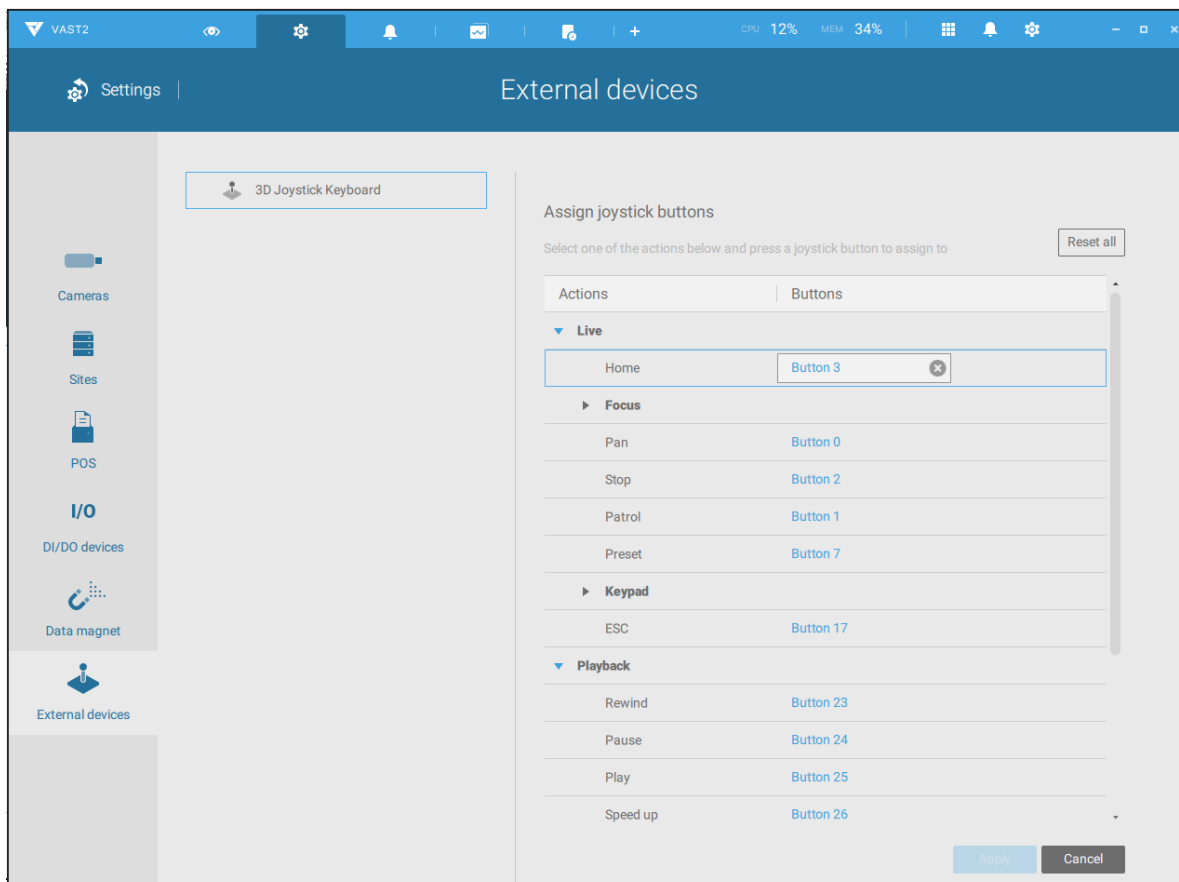 VAST2
CPU 12% MEM 34%
Settings
External devices
3D Joystick Keyboard
Assign joystick buttons
Select one of the actions below and press a joystick button to assign to
Reset all
Cameras
Sites
POS
I/O
DI/DO devices
Data magnet
External devices
Actions Buttons
Live
Home Button 3
Focus
Pan Button 0
Stop Button 2
Patrol Button 1
Preset Button 7
Keypad
ESC Button 17
Playback
Rewind Button 23
Pause Button 24
Play Button 25
Speed up Button 26
Apply Cancel